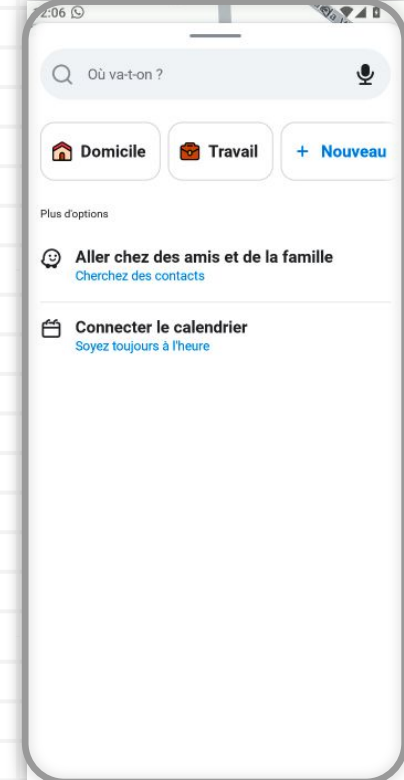 2:06
Où va-t-on ?
Domicile
Travail
+ Nouveau
Plus d'options
Aller chez des amis et de la famille
Cherchez des contacts
Connecter le calendrier
Soyez toujours à l'heure